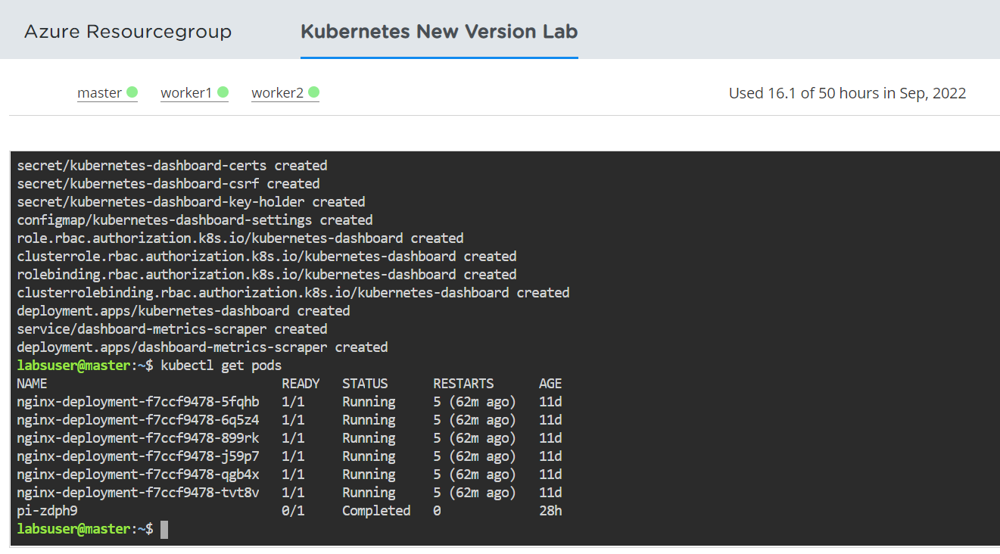 Azure Resourcegroup Kubernetes New Version Lab
master worker1 worker2 Used 16.1 of 50 hours in Sep, 2022
secret/kubernetes-dashboard-certs created
secret/kubernetes-dashboard-csrf created
secret/kubernetes-dashboard-key-holder created
configmap/kubernetes-dashboard-settings created
role.rbac.authorization.k8s.io/kubernetes-dashboard created
clusterrole.rbac.authorization.k8s.io/kubernetes-dashboard created
rolebinding.rbac.authorization.k8s.io/kubernetes-dashboard created
clusterrolebinding.rbac.authorization.k8s.io/kubernetes-dashboard created
deployment.apps/kubernetes-dashboard created
service/dashboard-metrics-scraper created
deployment.apps/dashboard-metrics-scraper created
labsuser@master:~$ kubectl get pods
NAME READY STATUS RESTARTS AGE
nginx-deployment-f7ccf9478-5fqhb 1/1 Running 5 (62m ago) 11d
nginx-deployment-f7ccf9478-6q5z4 1/1 Running 5 (62m ago) 11d
nginx-deployment-f7ccf9478-899rk 1/1 Running 5 (62m ago) 11d
nginx-deployment-f7ccf9478-j59p7 1/1 Running 5 (62m ago) 11d
nginx-deployment-f7ccf9478-qgb4x 1/1 Running 5 (62m ago) 11d
nginx-deployment-f7ccf9478-tvt8v 1/1 Running 5 (62m ago) 11d
pi-zdph9 0/1 Completed 0 28h
labsuser@master:~$